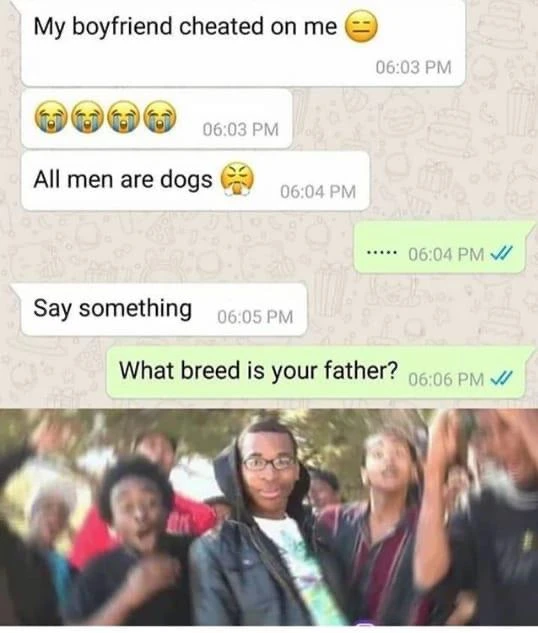 My boyfriend cheated on me 😑
06:03 PM
😭😭😭😭 06:03 PM
All men are dogs 😤 06:04 PM
..... 06:04 PM
Say something 06:05 PM
What breed is your father? 06:06 PM